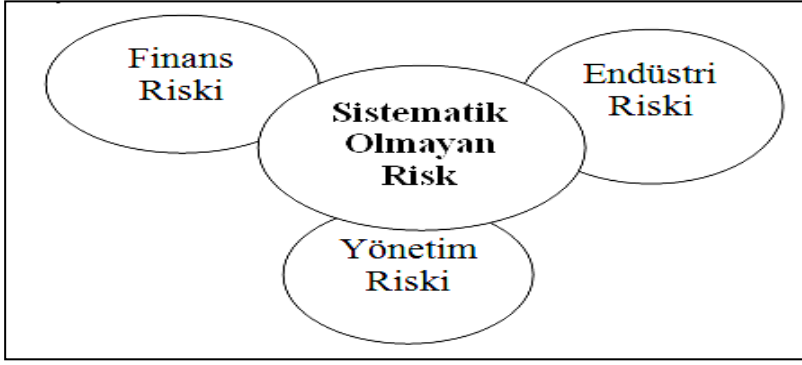 Finans
Riski
Sistematik
Olmayan
Risk
Endüstri
Riski
Yönetim
Riski